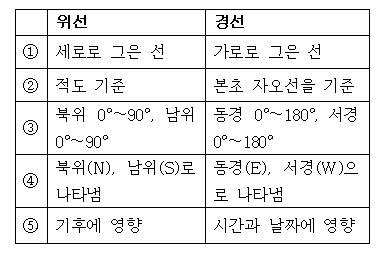 위선 경선
① 세로로 그은 선 가로로 그은 선
② 적도 기준 본초 자오선을 기준
③ 북위 0°~90°, 남위 0°~90° 동경 0°~180°, 서경 0°~180°
④ 북위(N), 남위(S)로 나타냄 동경(E), 서경(W)으로 나타냄
⑤ 기후에 영향 시간과 날짜에 영향